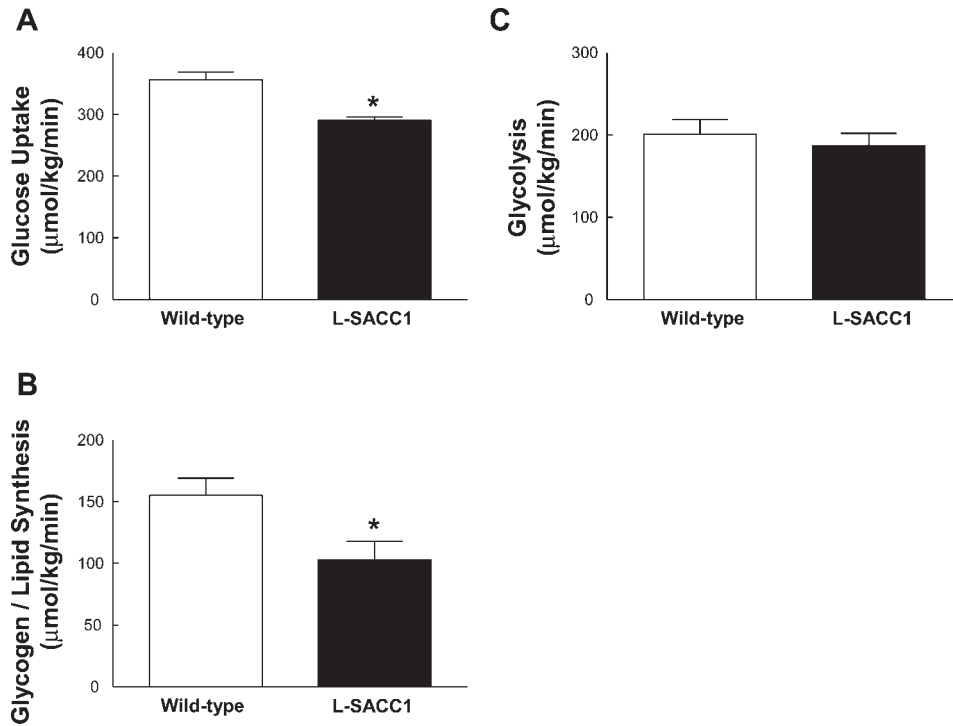 A
Glucose Uptake
(μmol/kg/min)
400
300
200
100
0
*
Wild-type
L-SACC1
C
Glycolysis
(μmol/kg/min)
300
200
100
0
Wild-type
L-SACC1
B
Glycogen / Lipid Synthesis
(μmol/kg/min)
200
150
100
50
0
*
Wild-type
L-SACC1